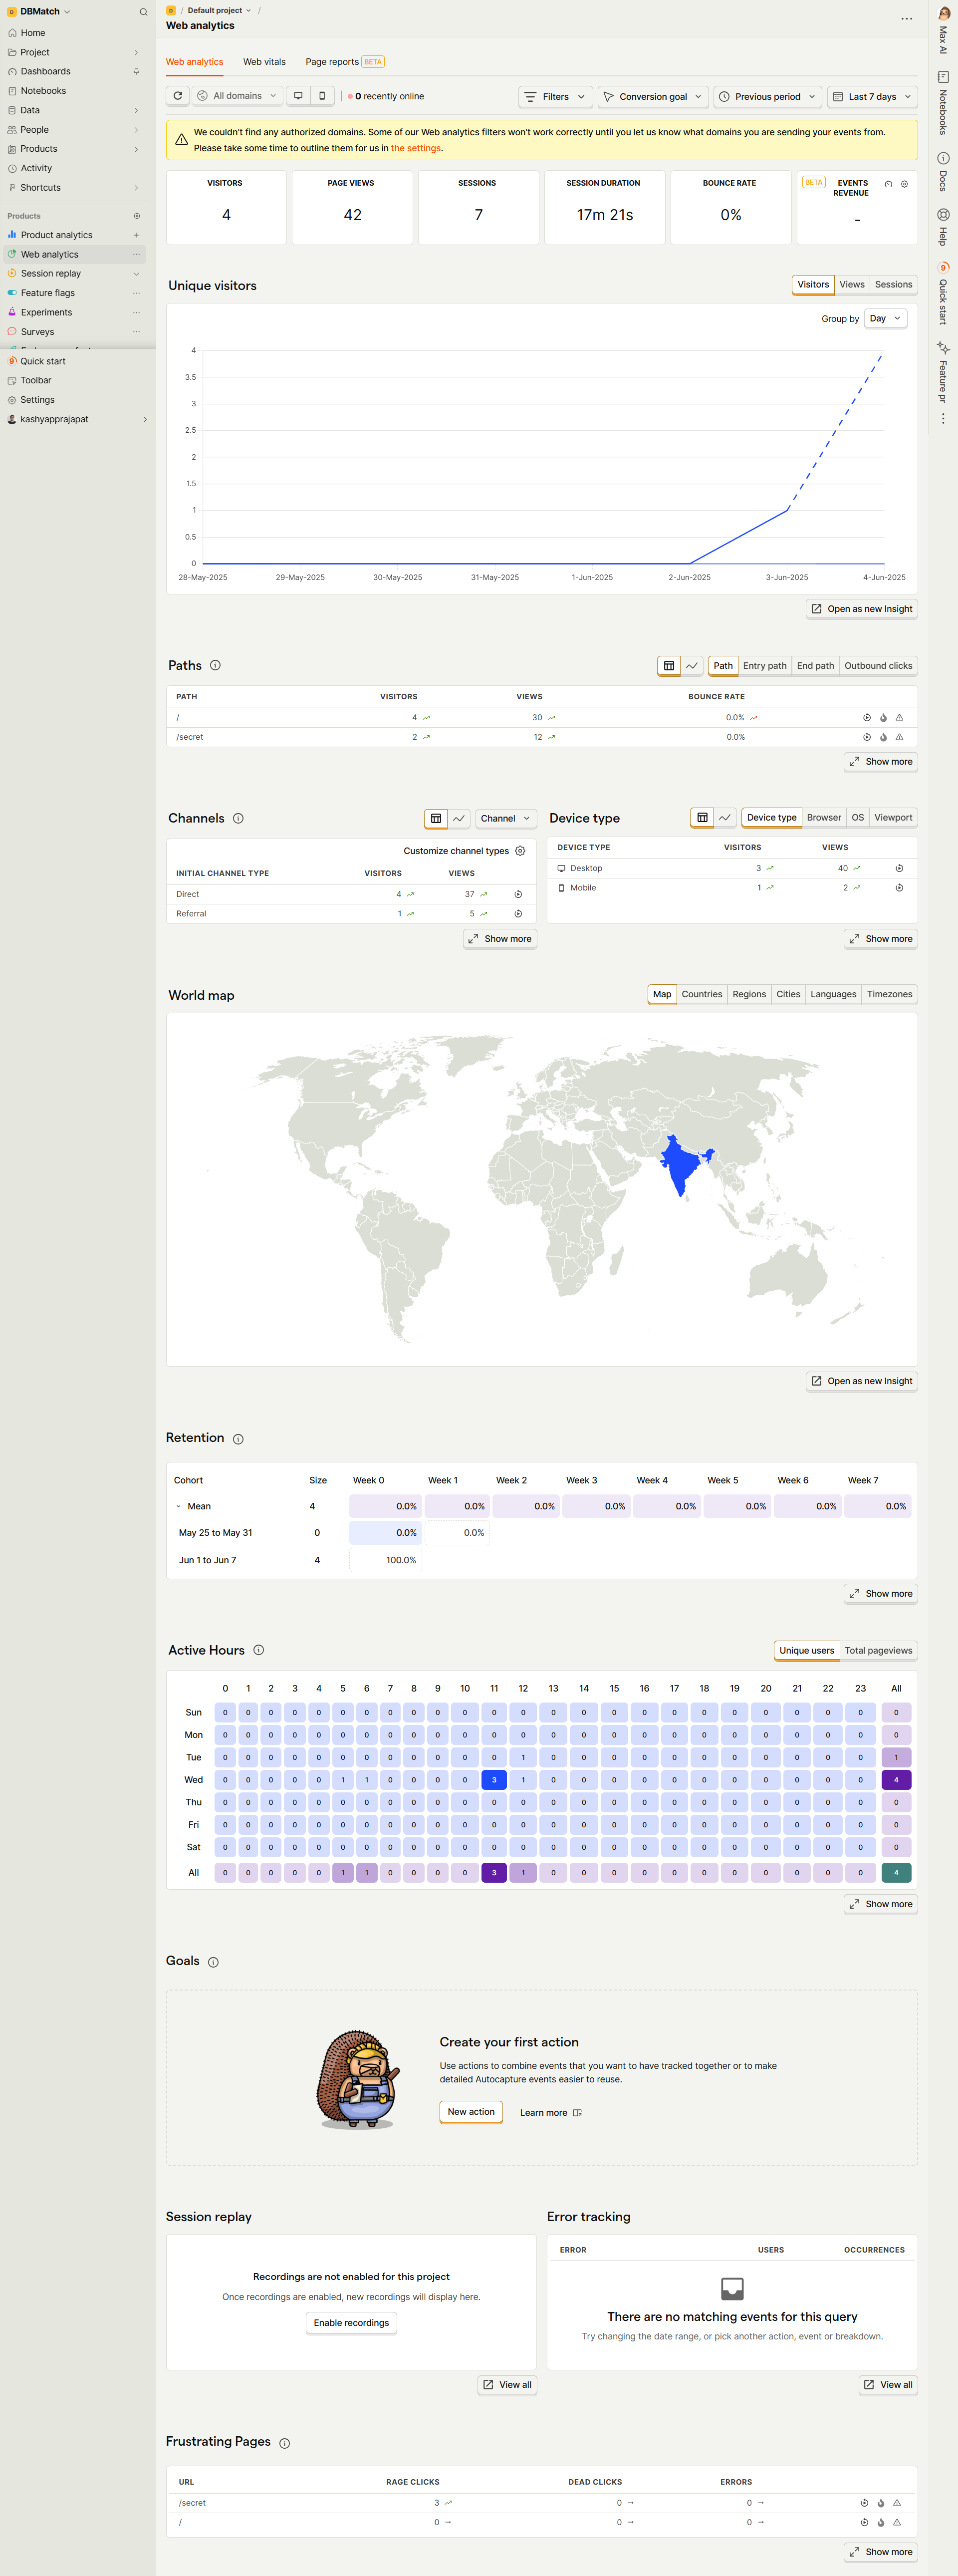 DBMatch
Home
Project
Dashboards
Notebooks
Data
People
Products
Activity
Shortcuts
Products
Product analytics
Web analytics
Session replay
Feature flags
Experiments
Surveys
Quick start
Toolbar
Settings
kashyapprajapat
D / Default project /
Web analytics
Web analytics Web vitals Page reports BETA
All domains 0 recently online Filters Conversion goal Previous period Last 7 days
We couldn't find any authorized domains. Some of our Web analytics filters won't work correctly until you let us know what domains you are sending your events from.
Please take some time to outline them for us in the settings.
VISITORS PAGE VIEWS SESSIONS SESSION DURATION BOUNCE RATE BETA EVENTS REVENUE
4 42 7 17m 21s 0% -
Unique visitors Visitors Views Sessions
Group by Day
4
3.5
3
2.5
2
1.5
1
0.5
0
28-May-2025 29-May-2025 30-May-2025 31-May-2025 1-Jun-2025 2-Jun-2025 3-Jun-2025 4-Jun-2025
Open as new Insight
Paths Path Entry path End path Outbound clicks
PATH VISITORS VIEWS BOUNCE RATE
/ 4 30 0.0%
/secret 2 12 0.0%
Show more
Channels Channel
Customize channel types
INITIAL CHANNEL TYPE VISITORS VIEWS
Direct 4 37
Referral 1 5
Show more
Device type Device type Browser OS Viewport
DEVICE TYPE VISITORS VIEWS
Desktop 3 40
Mobile 1 2
Show more
World map Map Countries Regions Cities Languages Timezones
Open as new Insight
Retention
Cohort Size Week 0 Week 1 Week 2 Week 3 Week 4 Week 5 Week 6 Week 7
Mean 4 0.0% 0.0% 0.0% 0.0% 0.0% 0.0% 0.0% 0.0%
May 25 to May 31 0 0.0% 0.0%
Jun 1 to Jun 7 4 100.0%
Show more
Active Hours Unique users Total pageviews
0 1 2 3 4 5 6 7 8 9 10 11 12 13 14 15 16 17 18 19 20 21 22 23 All
Sun 0 0 0 0 0 0 0 0 0 0 0 0 0 0 0 0 0 0 0 0 0 0 0 0 0
Mon 0 0 0 0 0 0 0 0 0 0 0 0 0 0 0 0 0 0 0 0 0 0 0 0 0
Tue 0 0 0 0 0 0 0 0 0 0 0 0 1 0 0 0 0 0 0 0 0 0 0 0 1
Wed 0 0 0 0 0 1 1 0 0 0 0 3 1 0 0 0 0 0 0 0 0 0 0 0 4
Thu 0 0 0 0 0 0 0 0 0 0 0 0 0 0 0 0 0 0 0 0 0 0 0 0 0
Fri 0 0 0 0 0 0 0 0 0 0 0 0 0 0 0 0 0 0 0 0 0 0 0 0 0
Sat 0 0 0 0 0 0 0 0 0 0 0 0 0 0 0 0 0 0 0 0 0 0 0 0 0
All 0 0 0 0 0 1 1 0 0 0 0 3 1 0 0 0 0 0 0 0 0 0 0 0 4
Show more
Goals
Create your first action
Use actions to combine events that you want to have tracked together or to make
detailed Autocapture events easier to reuse.
New action Learn more
Session replay
Recordings are not enabled for this project
Once recordings are enabled, new recordings will display here.
Enable recordings
View all
Error tracking
ERROR USERS OCCURRENCES
There are no matching events for this query
Try changing the date range, or pick another action, event or breakdown.
View all
Frustrating Pages
URL RAGE CLICKS DEAD CLICKS ERRORS
/secret 3 0 → 0 →
/ 0 → 0 → 0 →
Show more
Max AI
Notebooks
Docs
Help
Quick start
Feature pr